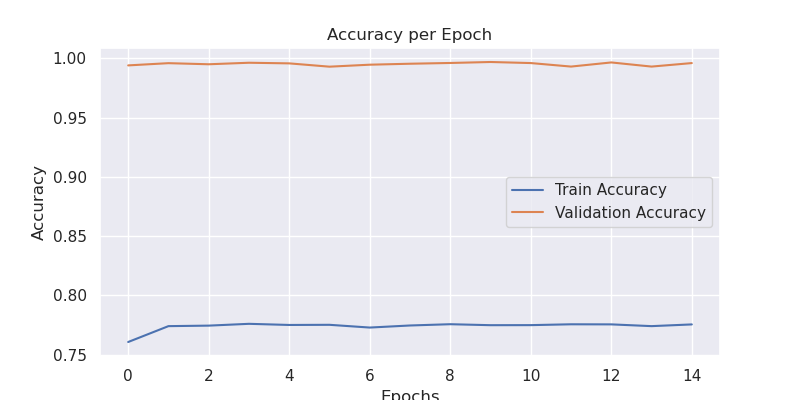 Accuracy per Epoch
Accuracy
1.00
0.95
0.90
0.85
0.80
0.75
Train Accuracy
Validation Accuracy
0 2 4 6 8 10 12 14
Epochs